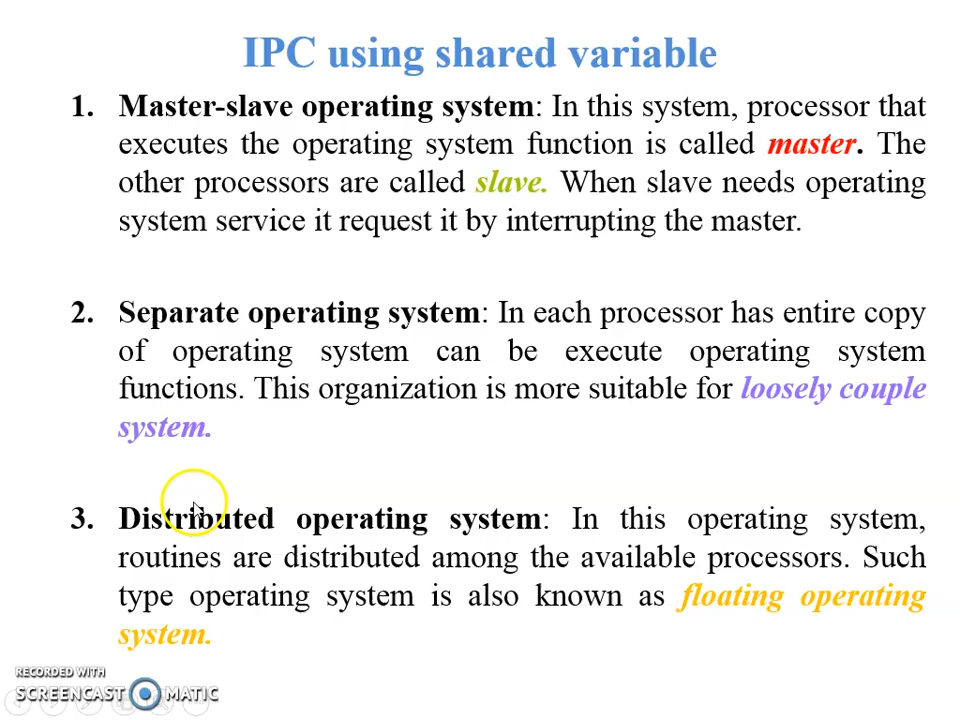 IPC using shared variable
1. Master-slave operating system: In this system, processor that
executes the operating system function is called master. The
other processors are called slave. When slave needs operating
system service it request it by interrupting the master.
2. Separate operating system: In each processor has entire copy
of operating system can be execute operating system
functions. This organization is more suitable for loosely couple
system.
3. Distributed operating system: In this operating system,
routines are distributed among the available processors. Such
type operating system is also known as floating operating
system.
RECORDED WITH
SCREENCAST MATIC